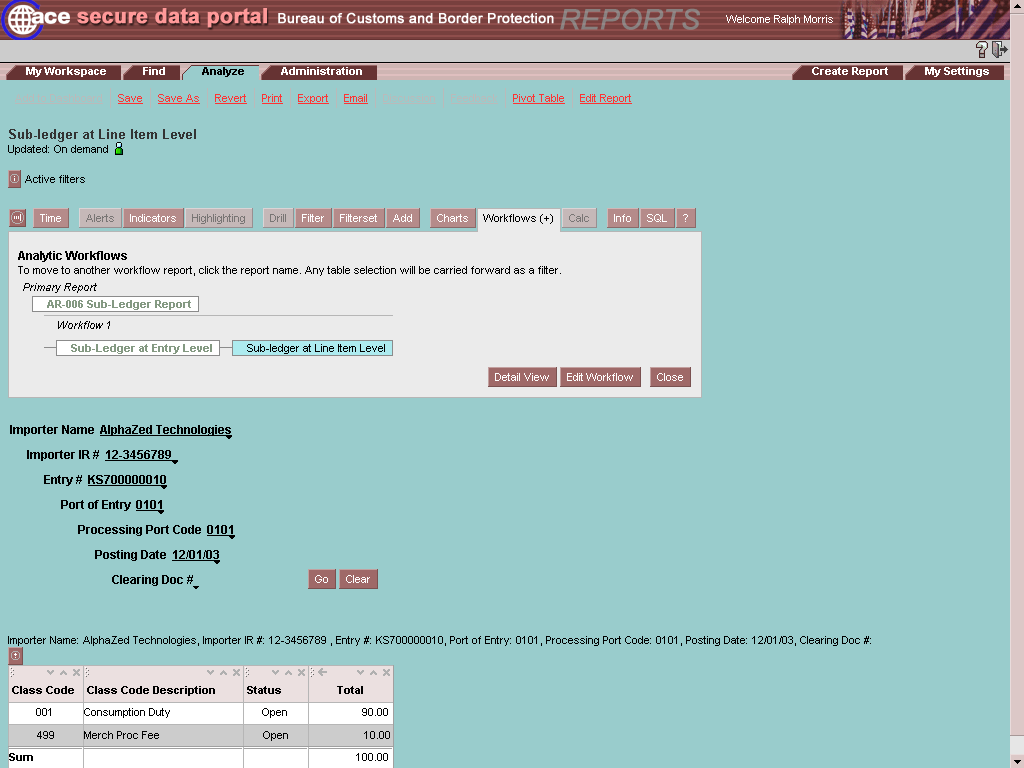 ace secure data portal Bureau of Customs and Border Protection REPORTS Welcome Ralph Morris
?
My Workspace Find Analyze Administration Create Report My Settings
Save Save As Revert Print Export Email Pivot Table Edit Report
Sub-ledger at Line Item Level
Updated: On demand
Active filters
Time Alerts Indicators Highlighting Drill Filter Filterset Add Charts Workflows (+) Calc Info SQL ?
Analytic Workflows
To move to another workflow report, click the report name. Any table selection will be carried forward as a filter.
Primary Report
AR-006 Sub-Ledger Report
Workflow 1
Sub-Ledger at Entry Level Sub-ledger at Line Item Level
Detail View Edit Workflow Close
Importer Name AlphaZed Technologies
Importer IR # 12-3456789
Entry # KS700000010
Port of Entry 0101
Processing Port Code 0101
Posting Date 12/01/03
Clearing Doc # Go Clear
Importer Name: AlphaZed Technologies, Importer IR #: 12-3456789 , Entry #: KS700000010, Port of Entry: 0101, Processing Port Code: 0101, Posting Date: 12/01/03, Clearing Doc #:
Class Code Class Code Description Status Total
001 Consumption Duty Open 90.00
499 Merch Proc Fee Open 10.00
Sum 100.00